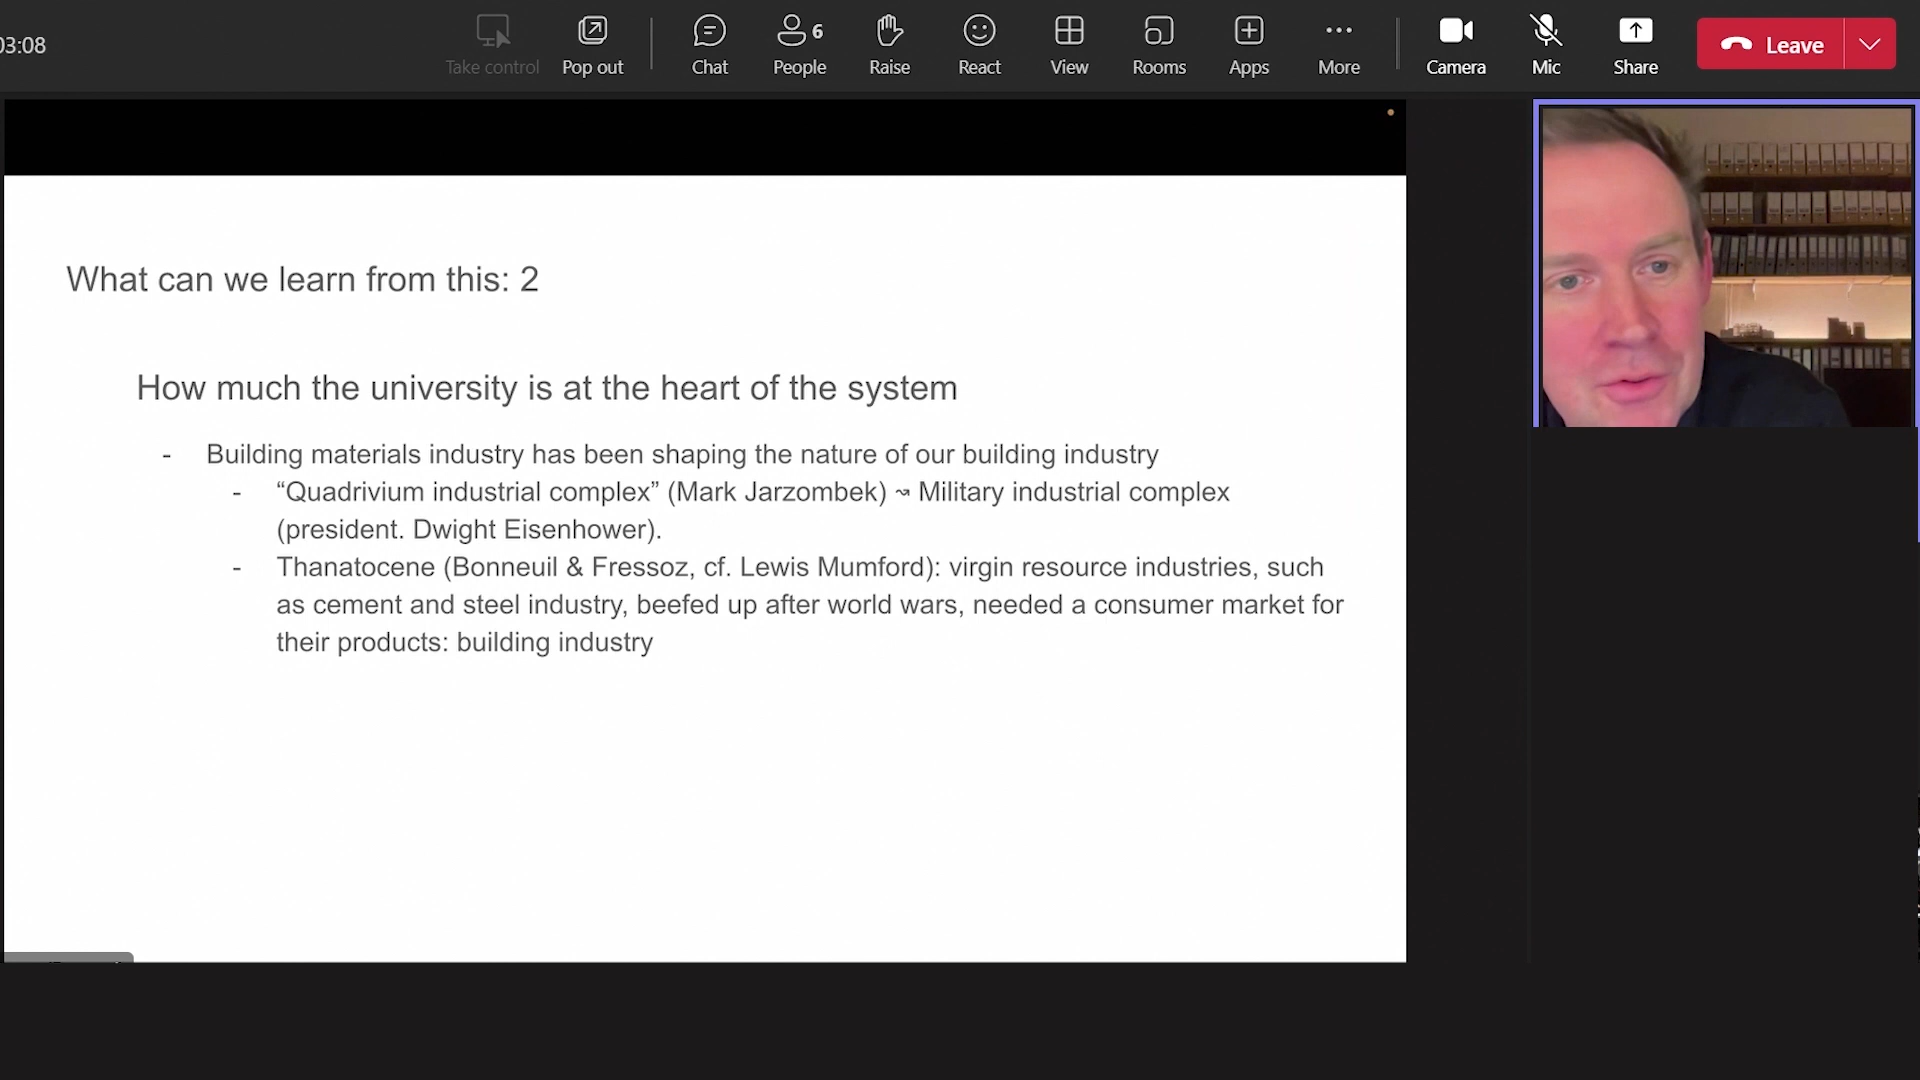 03:08
Take control
Pop out
Chat
6
People
Raise
React
View
Rooms
Apps
More
Camera
Mic
Share
Leave
What can we learn from this: 2
How much the university is at the heart of the system
- Building materials industry has been shaping the nature of our building industry
- “Quadrivium industrial complex” (Mark Jarzombek) ↝ Military industrial complex
(president. Dwight Eisenhower).
- Thanatocene (Bonneuil & Fressoz, cf. Lewis Mumford): virgin resource industries, such
as cement and steel industry, beefed up after world wars, needed a consumer market for
their products: building industry